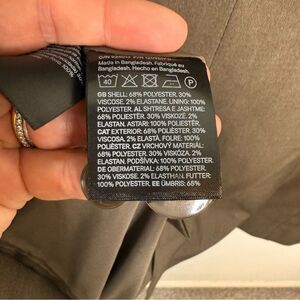 Made in Bangladesh. Fabriqué au
Bangladesh. Hecho en Bangladesh.
40
P
GB SHELL: 68% POLYESTER, 30%
VISCOSE, 2% ELASTANE. LINING: 100%
POLYESTER. AL SHTRESA E JASHTME:
68% POLIESTËR, 30% VISKOZË, 2%
ELASTAN. ASTARI: 100% POLIESTËR.
CAT EXTERIOR: 68% POLIÈSTER, 30%
VISCOSA, 2% ELASTÀ, FOLRE: 100%
POLIÈSTER. CZ VRCHOVÝ MATERIÁL:
68% POLYESTER, 30% VISKÓZA, 2%
ELASTAN. PODŠÍVKA: 100% POLYESTER.
DE OBERMATERIAL: 68% POLYESTER,
30% VISKOSE, 2% ELASTHAN. FUTTER:
100% POLYESTER. EE ÜMBRIS: 68%